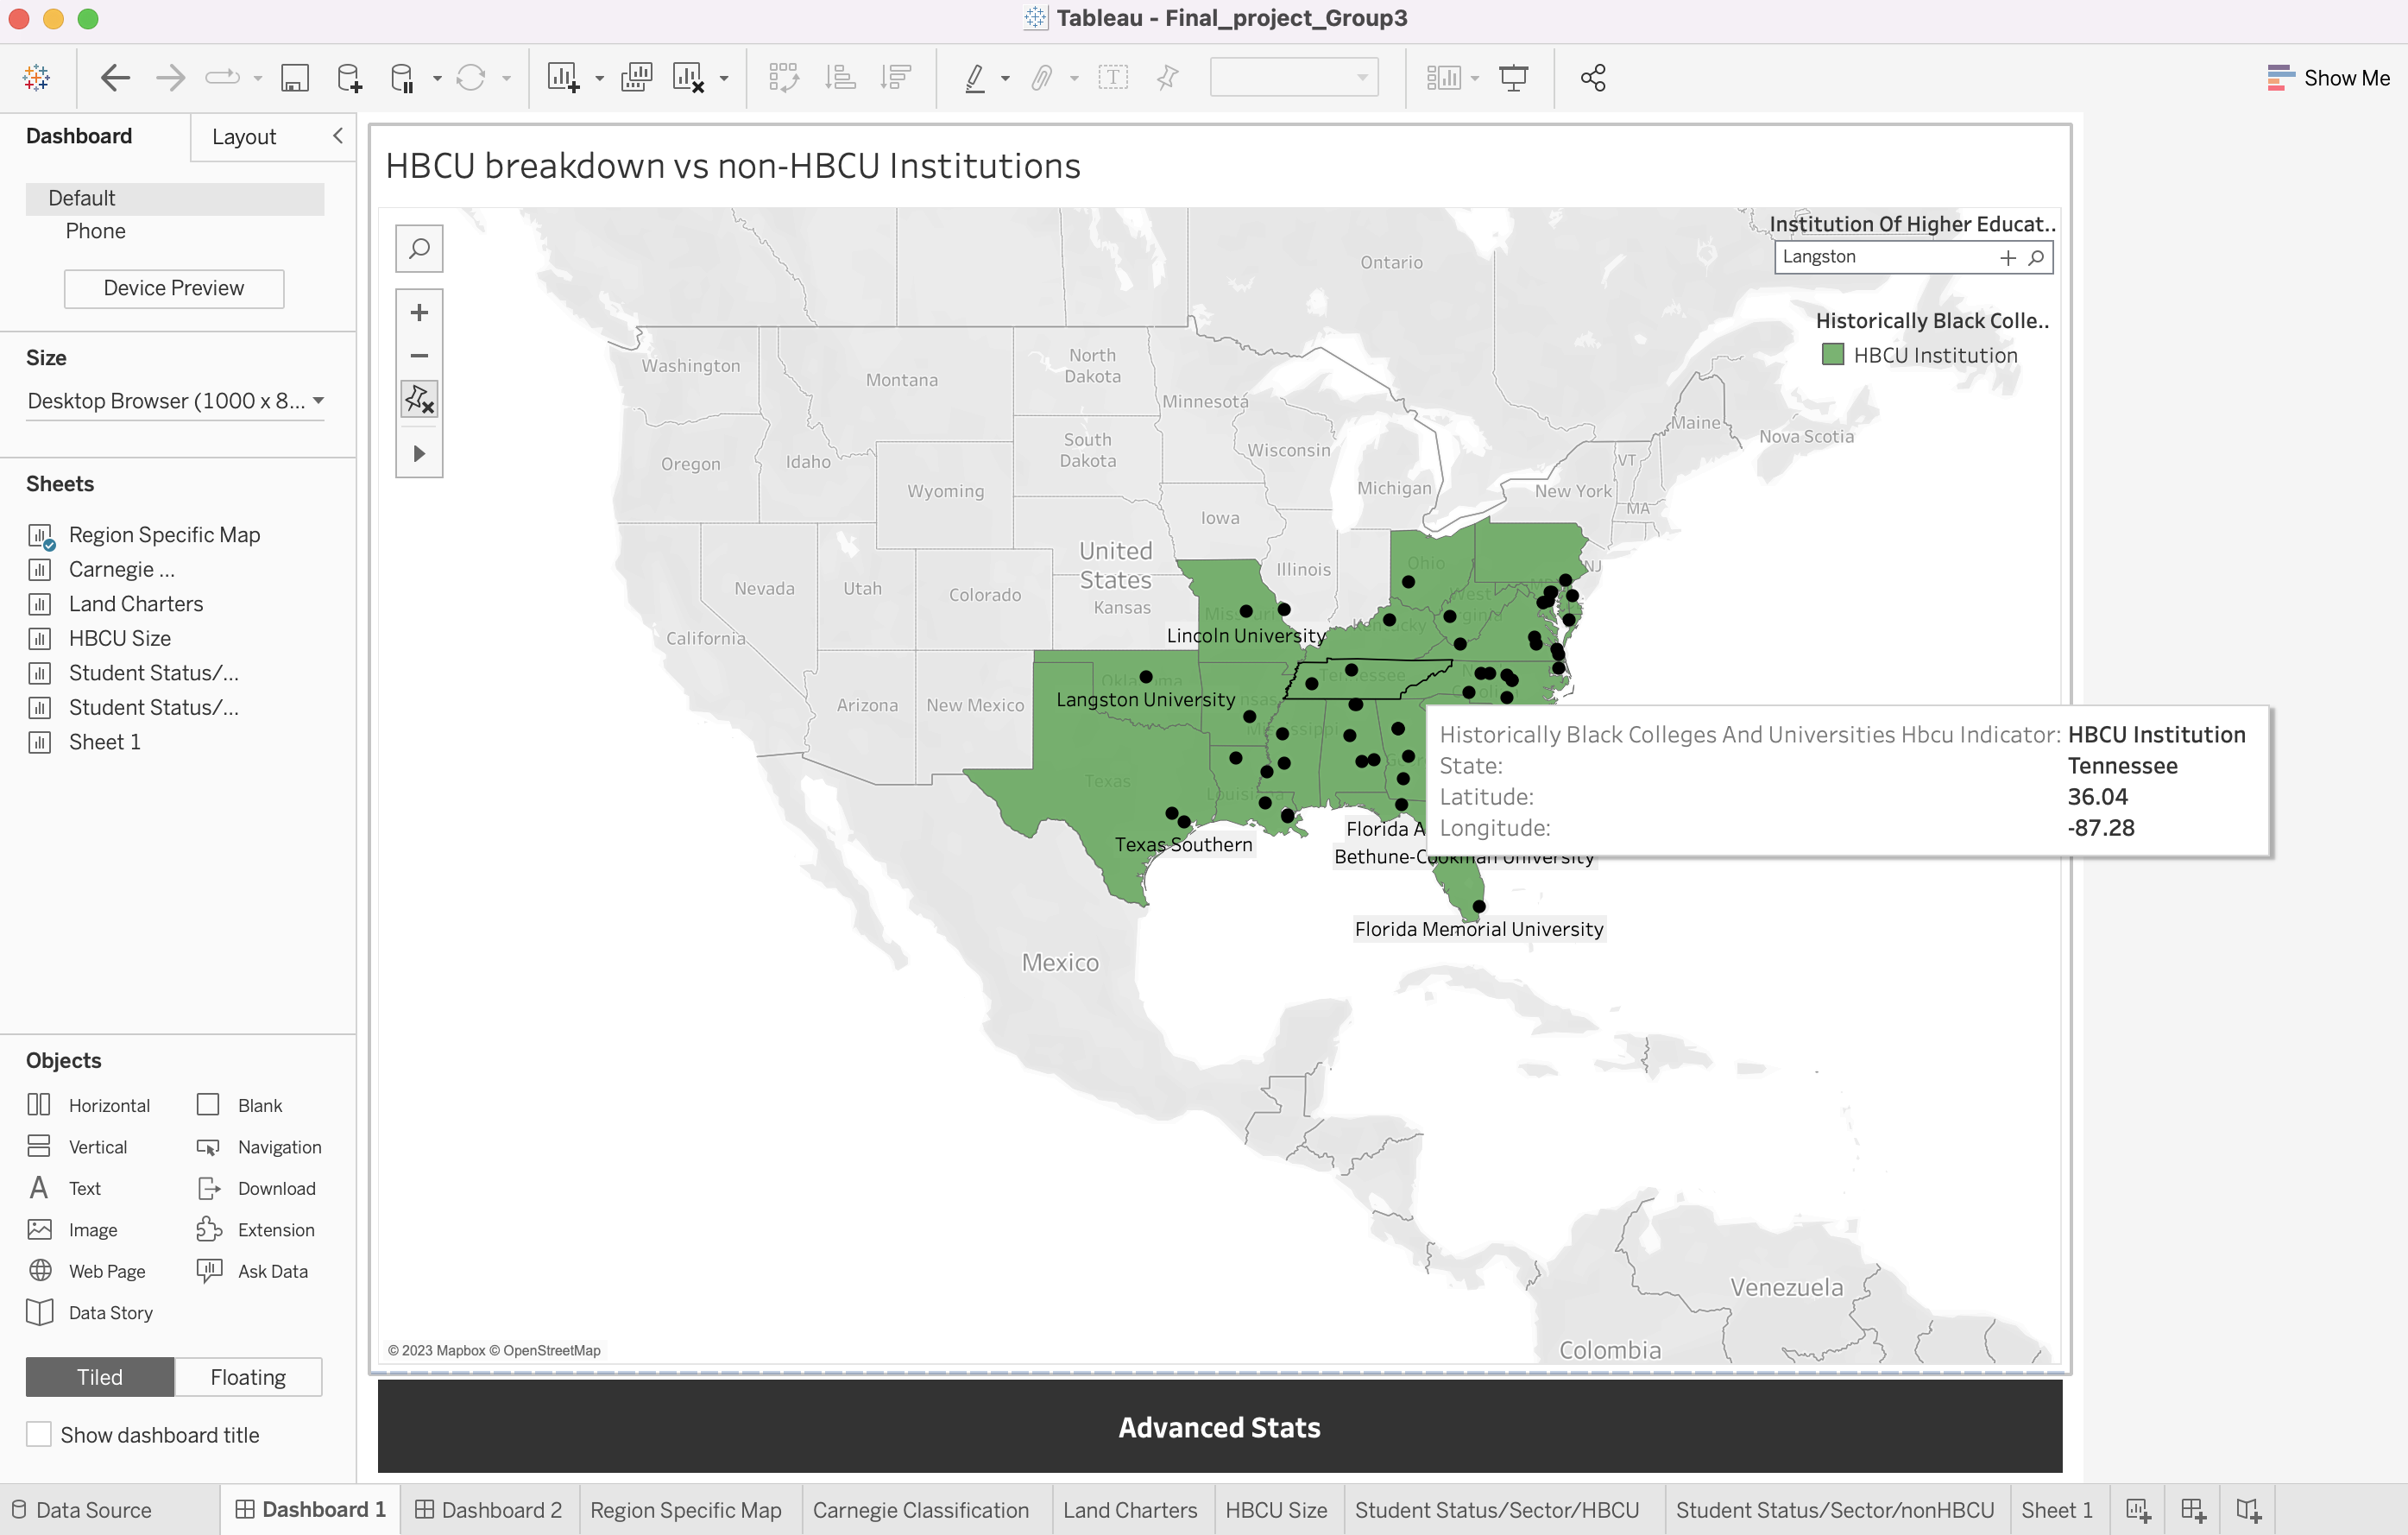 Tableau - Final_project_Group3
Show Me
Dashboard
Layout
Default
Phone
Device Preview
Size
Desktop Browser (1000 x 8...
Sheets
Region Specific Map
Carnegie ...
Land Charters
HBCU Size
Student Status/...
Student Status/...
Sheet 1
Objects
Horizontal
Blank
Vertical
Navigation
Text
Download
Image
Extension
Web Page
Ask Data
Data Story
Tiled
Floating
Show dashboard title
HBCU breakdown vs non-HBCU Institutions
Institution Of Higher Educat..
Langston
Historically Black Colle..
HBCU Institution
Ontario
Washington
Montana
North
Dakota
Minnesota
Maine
Nova Scotia
Oregon
Idaho
South
Dakota
Wisconsin
VT
Wyoming
Michigan
New York
MA
Iowa
United
States
Nevada
Utah
Colorado
Kansas
Illinois
Ohio
NJ
West
California
Lincoln University
Kentucky
Arizona
New Mexico
Oklahoma
Langston University
Tennessee
Texas
Louisiana
Texas Southern
Florida A
Bethune-Cookman University
Florida Memorial University
Historically Black Colleges And Universities Hbcu Indicator: HBCU Institution
State: Tennessee
Latitude: 36.04
Longitude: -87.28
Mexico
Venezuela
Colombia
© 2023 Mapbox © OpenStreetMap
Advanced Stats
Data Source
Dashboard 1
Dashboard 2
Region Specific Map
Carnegie Classification
Land Charters
HBCU Size
Student Status/Sector/HBCU
Student Status/Sector/nonHBCU
Sheet 1